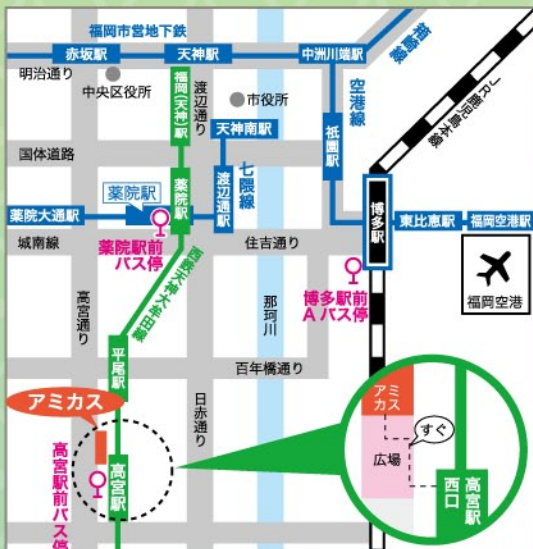 福岡市営地下鉄
赤坂駅
天神駅
中洲川端駅
箱崎線
明治通り
中央区役所
福岡(天神)駅
渡辺通り
市役所
空港線
JR鹿児島本線
天神南駅
祇園駅
国体道路
七隈線
薬院駅
薬院大通駅
薬院駅
渡辺通駅
博多駅
東比恵駅
福岡空港駅
城南線
薬院駅前
バス停
住吉通り
西鉄天神大牟田線
博多駅前
A バス停
福岡空港
高宮通り
那珂川
平尾駅
百年橋通り
アミカス
日赤通り
高宮駅前バス停
高宮駅
アミ
カス
すぐ
広場
高宮駅
西口